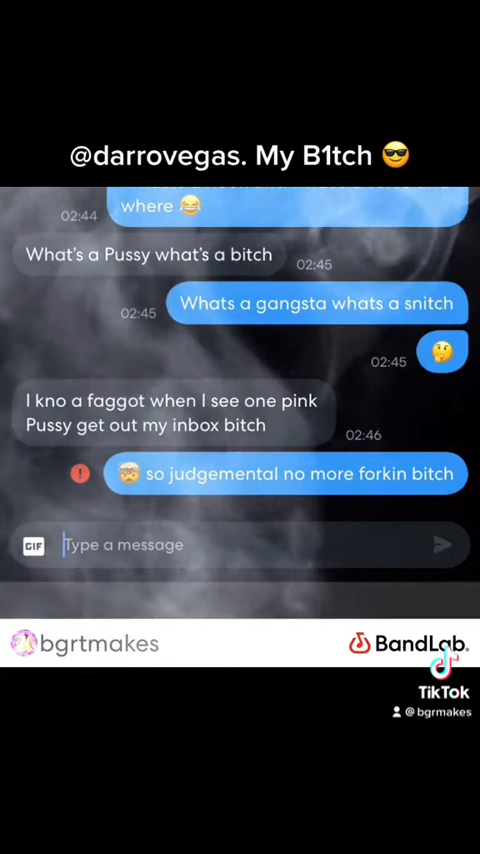 @darrovegas. My B1tch 😎
where 😂
02:44
What's a Pussy what's a bitch
02:45
Whats a gangsta whats a snitch
02:45
🤔
02:45
I kno a faggot when I see one pink
Pussy get out my inbox bitch
02:46
! 🤯 so judgemental no more forkin bitch
GIF Type a message
bgrtmakes
BandLab.
TikTok
@bgrmakes